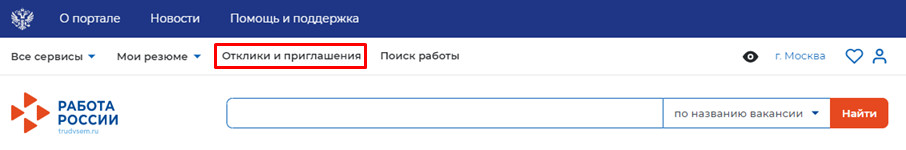 О портале Новости Помощь и поддержка
Все сервисы Мои резюме Отклики и приглашения Поиск работы г. Москва
РАБОТА
РОССИИ
trudvsem.ru
по названию вакансии Найти